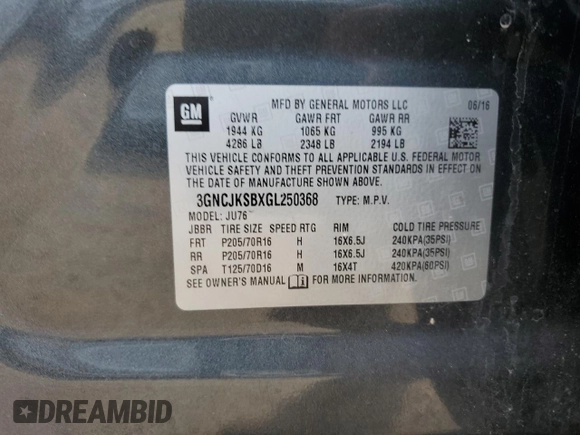 GM
MFD BY GENERAL MOTORS LLC 06/16
GVWR GAWR FRT GAWR RR
1944 KG 1065 KG 995 KG
4286 LB 2348 LB 2194 LB
THIS VEHICLE CONFORMS TO ALL APPLICABLE U.S. FEDERAL MOTOR
VEHICLE SAFETY AND THEFT PREVENTION STANDARDS IN EFFECT ON
THE DATE OF MANUFACTURE SHOWN ABOVE.
3GNCJKSBXGL250368 TYPE: M.P.V.
MODEL: JU76
JBBR TIRE SIZE SPEED RTG RIM COLD TIRE PRESSURE
FRT P205/70R16 H 16X6.5J 240KPA(35PSI)
RR P205/70R16 H 16X6.5J 240KPA(35PSI)
SPA T125/70D16 M 16X4T 420KPA(60PSI)
SEE OWNER'S MANUAL FOR MORE INFORMATION.
DREAMBID